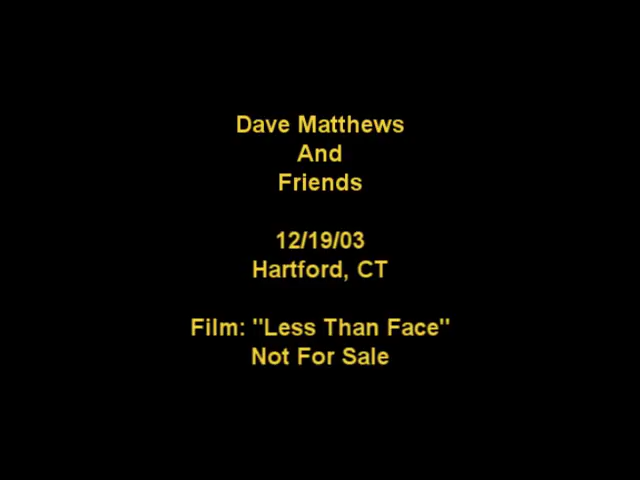 Dave Matthews
And
Friends
12/19/03
Hartford, CT
Film: "Less Than Face"
Not For Sale